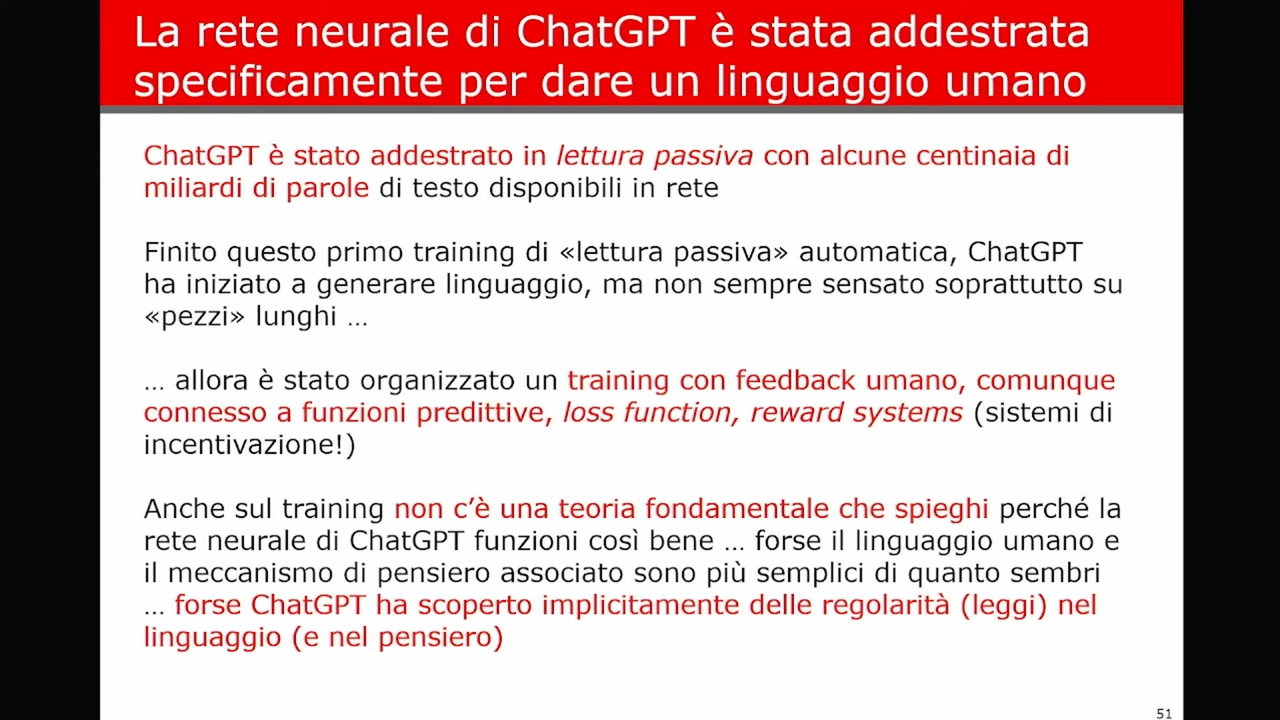 La rete neurale di ChatGPT è stata addestrata
specificamente per dare un linguaggio umano
ChatGPT è stato addestrato in lettura passiva con alcune centinaia di
miliardi di parole di testo disponibili in rete
Finito questo primo training di «lettura passiva» automatica, ChatGPT
ha iniziato a generare linguaggio, ma non sempre sensato soprattutto su
«pezzi» lunghi …
… allora è stato organizzato un training con feedback umano, comunque
connesso a funzioni predittive, loss function, reward systems (sistemi di
incentivazione!)
Anche sul training non c’è una teoria fondamentale che spieghi perché la
rete neurale di ChatGPT funzioni così bene … forse il linguaggio umano e
il meccanismo di pensiero associato sono più semplici di quanto sembri
… forse ChatGPT ha scoperto implicitamente delle regolarità (leggi) nel
linguaggio (e nel pensiero)
51